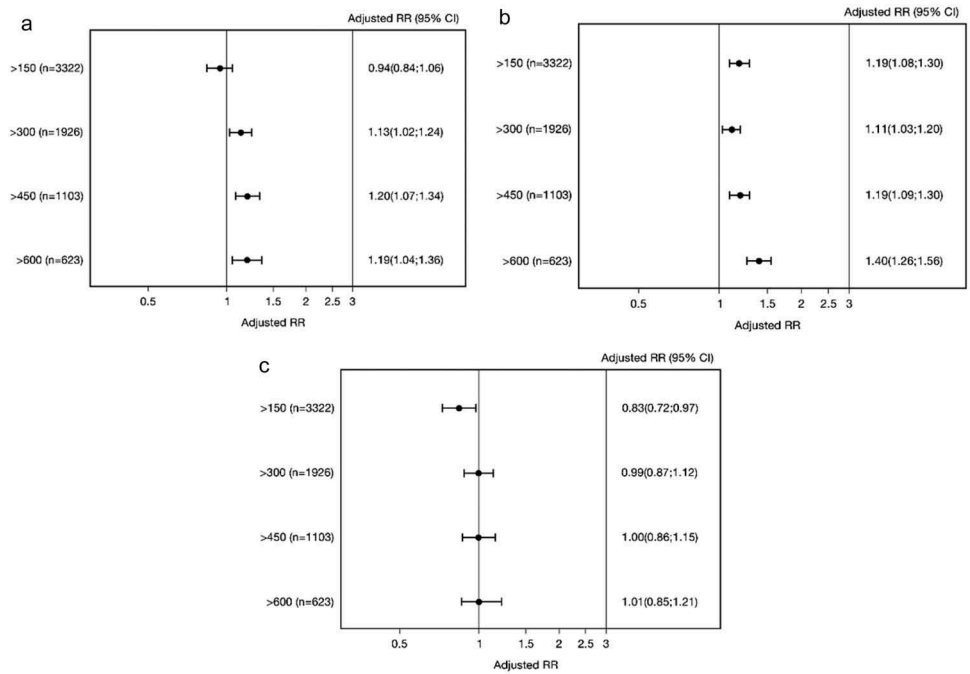 a
Adjusted RR (95% CI)
>150 (n=3322)
0.94(0.84;1.06)
>300 (n=1926)
1.13(1.02;1.24)
>450 (n=1103)
1.20(1.07;1.34)
>600 (n=623)
1.19(1.04;1.36)
0.5 1 1.5 2 2.5 3
Adjusted RR
b
Adjusted RR (95% CI)
>150 (n=3322)
1.19(1.08;1.30)
>300 (n=1926)
1.11(1.03;1.20)
>450 (n=1103)
1.19(1.09;1.30)
>600 (n=623)
1.40(1.26;1.56)
0.5 1 1.5 2 2.5 3
Adjusted RR
c
Adjusted RR (95% CI)
>150 (n=3322)
0.83(0.72;0.97)
>300 (n=1926)
0.99(0.87;1.12)
>450 (n=1103)
1.00(0.86;1.15)
>600 (n=623)
1.01(0.85;1.21)
0.5 1 1.5 2 2.5 3
Adjusted RR